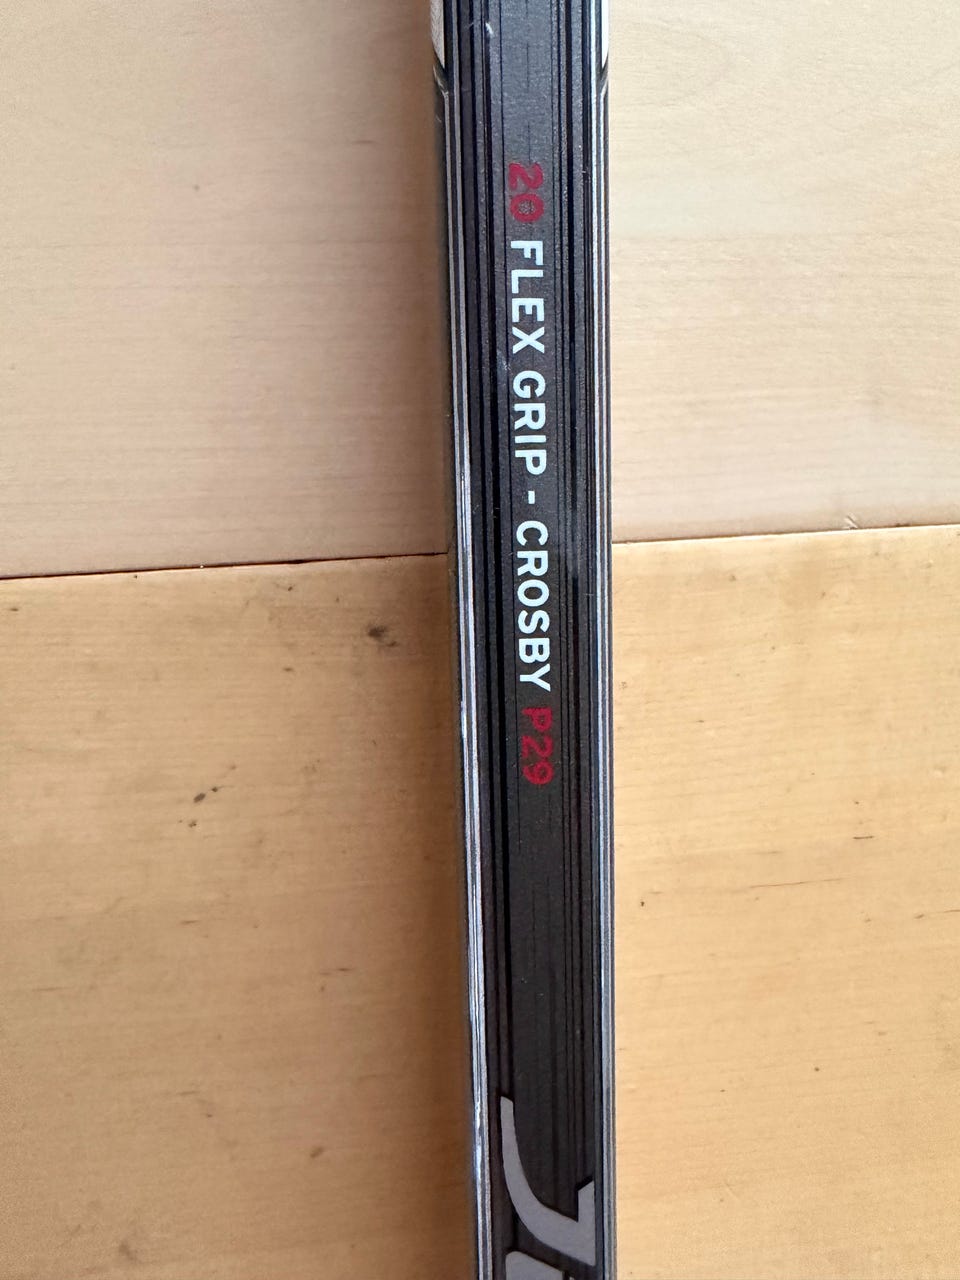 20 FLEX GRIP - CROSBY P29